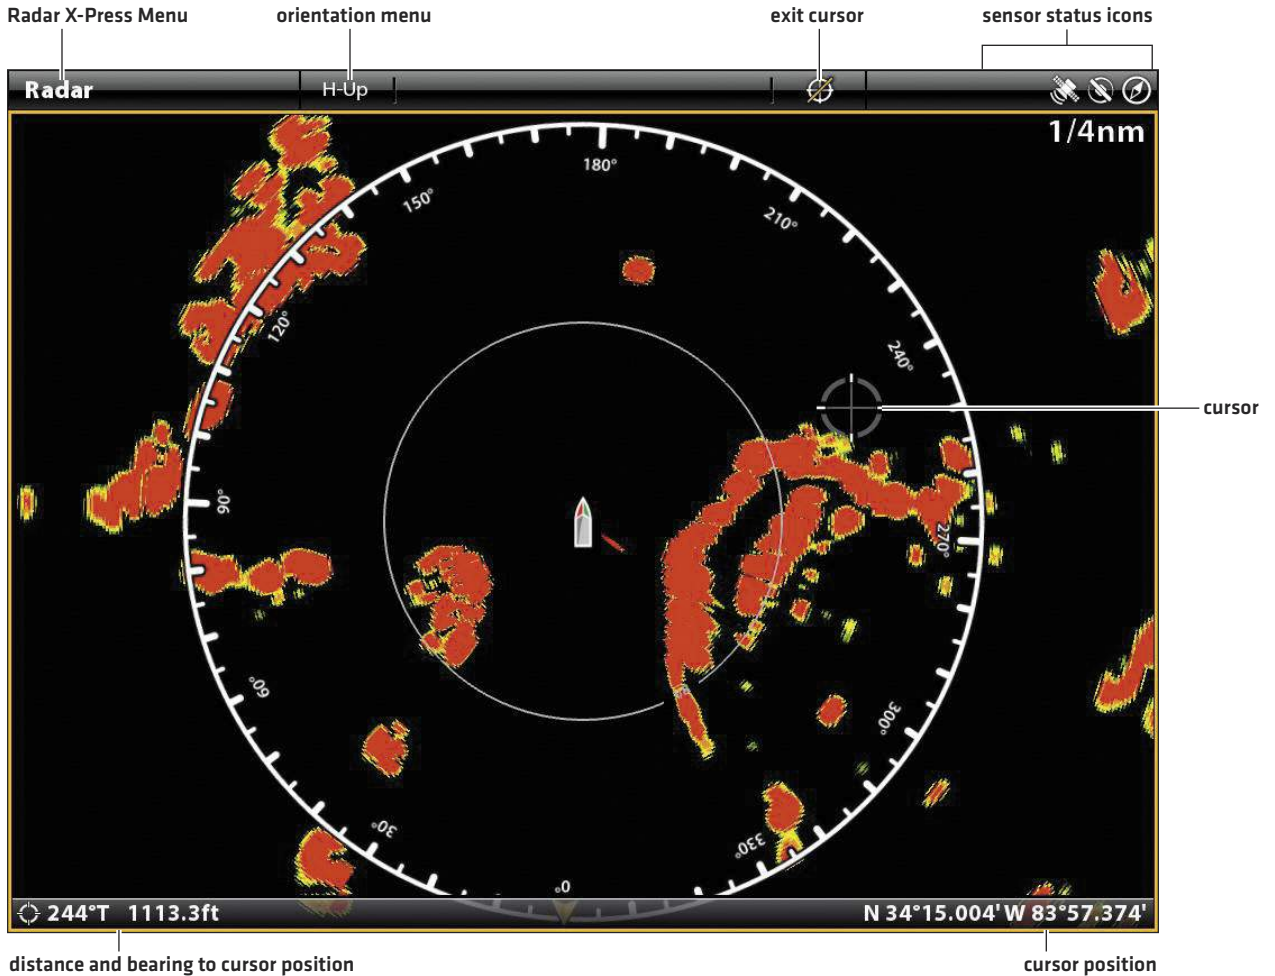 Radar X-Press Menu
orientation menu
exit cursor
sensor status icons
Radar
H-Up
1/4nm
180°
150°
210°
120°
240°
cursor
90°
270°
60°
300°
30°
330°
0°
244°T 1113.3ft
N 34°15.004' W 83°57.374'
distance and bearing to cursor position
cursor position